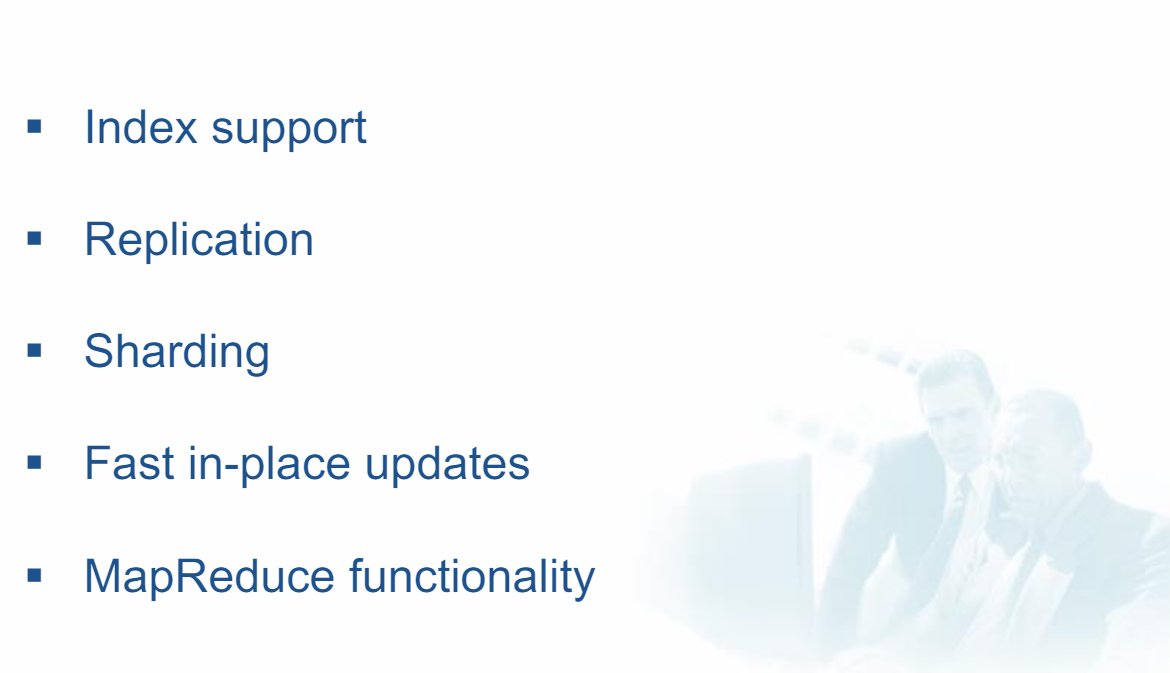 ▪ Index support
▪ Replication
▪ Sharding
▪ Fast in-place updates
▪ MapReduce functionality